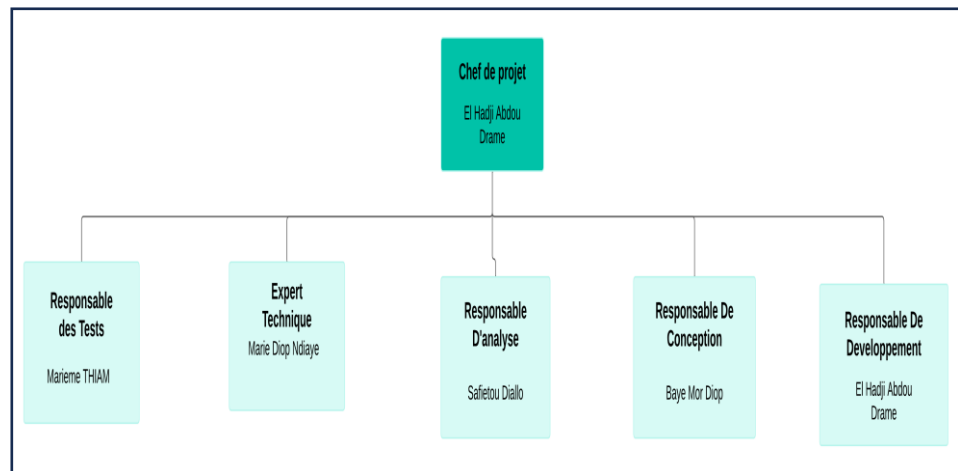 Chef de projet
El Hadji Abdou
Drame
Responsable
des Tests
Marieme THIAM
Expert
Technique
Marie Diop Ndiaye
Responsable
D'analyse
Safietou Diallo
Responsable De
Conception
Baye Mor Diop
Responsable De
Developpement
El Hadji Abdou
Drame